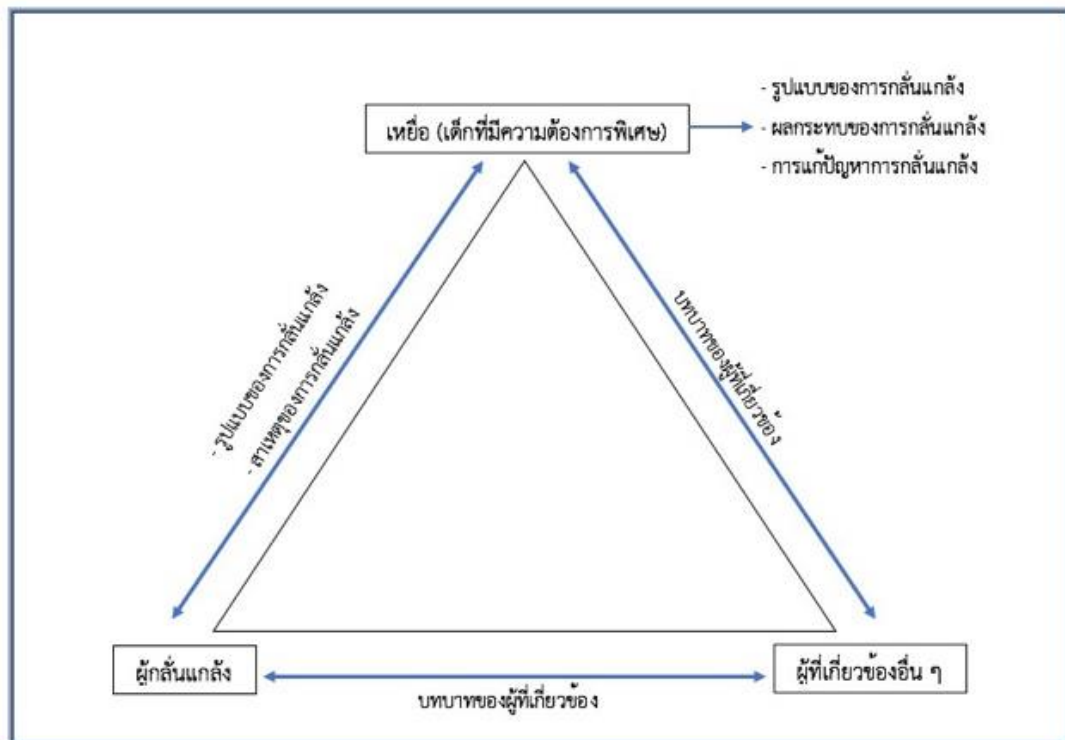 - รูปแบบของการกลั่นแกล้ง
เหยื่อ (เด็กที่มีความต้องการพิเศษ)
- ผลกระทบของการกลั่นแกล้ง
- การแก้ปัญหาการกลั่นแกล้ง
- รูปแบบของการกลั่นแกล้ง
- สาเหตุของการกลั่นแกล้ง
บทบาทของผู้ที่เกี่ยวข้อง
ผู้กลั่นแกล้ง
ผู้ที่เกี่ยวข้องอื่น ๆ
บทบาทของผู้ที่เกี่ยวข้อง